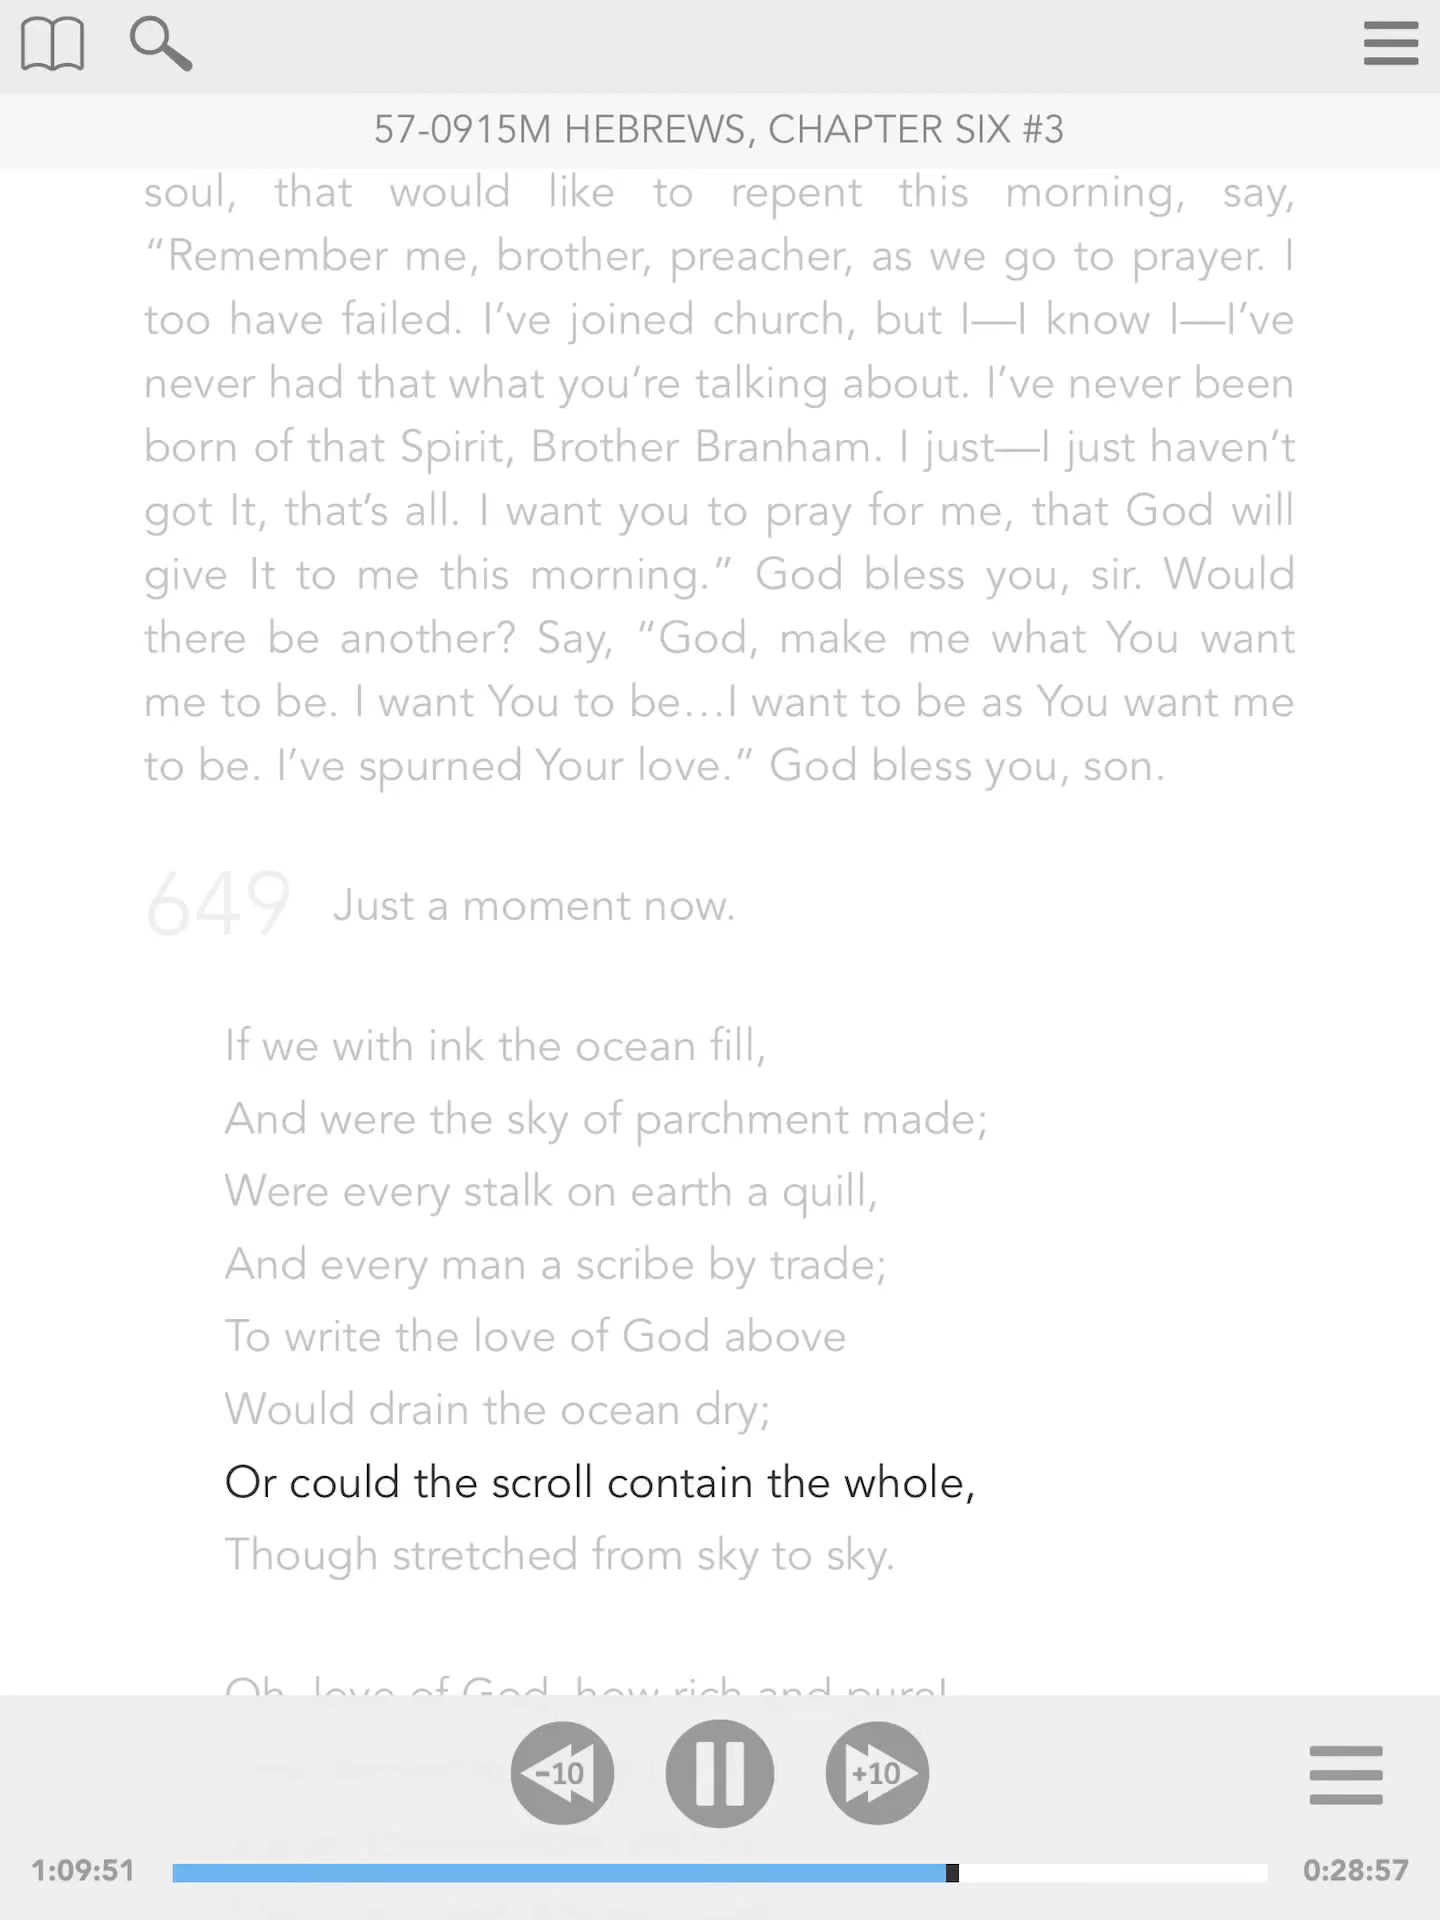 57-0915M HEBREWS, CHAPTER SIX #3
soul, that would like to repent this morning, say,
“Remember me, brother, preacher, as we go to prayer. I
too have failed. I’ve joined church, but I—I know I—I’ve
never had that what you’re talking about. I’ve never been
born of that Spirit, Brother Branham. I just—I just haven’t
got It, that’s all. I want you to pray for me, that God will
give It to me this morning.” God bless you, sir. Would
there be another? Say, “God, make me what You want
me to be. I want You to be…I want to be as You want me
to be. I’ve spurned Your love.” God bless you, son.
649 Just a moment now.
If we with ink the ocean fill,
And were the sky of parchment made;
Were every stalk on earth a quill,
And every man a scribe by trade;
To write the love of God above
Would drain the ocean dry;
Or could the scroll contain the whole,
Though stretched from sky to sky.
Oh, love of God, how rich and pure!
-10 +10
1:09:51 0:28:57